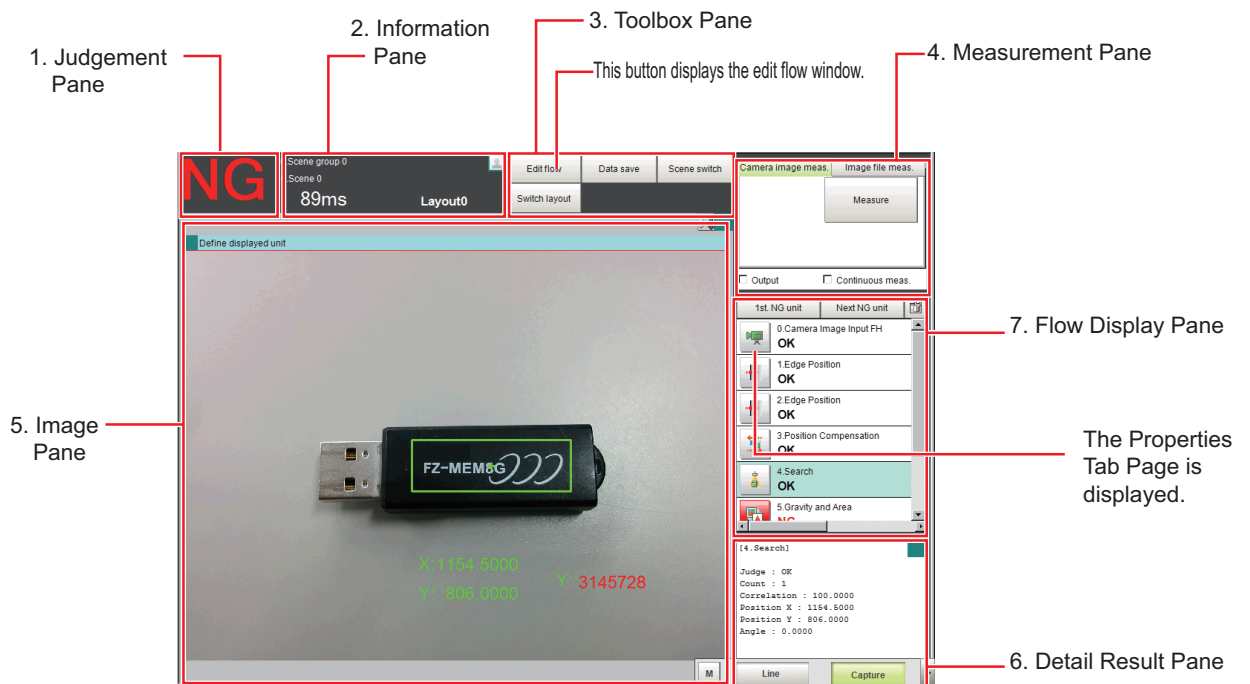 3. Toolbox Pane
2. Information
Pane
1. Judgement
Pane
4. Measurement Pane
This button displays the edit flow window.
NG
Scene group 0
Scene 0
89ms
Layout0
Edit flow
Data save
Scene switch
Switch layout
Camera image meas.
Image file meas.
Measure
Output
Continuous meas.
Define displayed unit
1st. NG unit
Next NG unit
0.Camera Image Input FH
OK
1.Edge Position
OK
2.Edge Position
OK
3.Position Compensation
OK
4.Search
OK
5.Gravity and Area
NG
7. Flow Display Pane
5. Image
Pane
The Properties
Tab Page is
displayed.
FZ-MEM8G
X:1154.5000
Y: 806.0000
Y: 3145728
[4.Search]
Judge : OK
Count : 1
Correlation : 100.0000
Position X : 1154.5000
Position Y : 806.0000
Angle : 0.0000
M
Line
Capture
6. Detail Result Pane